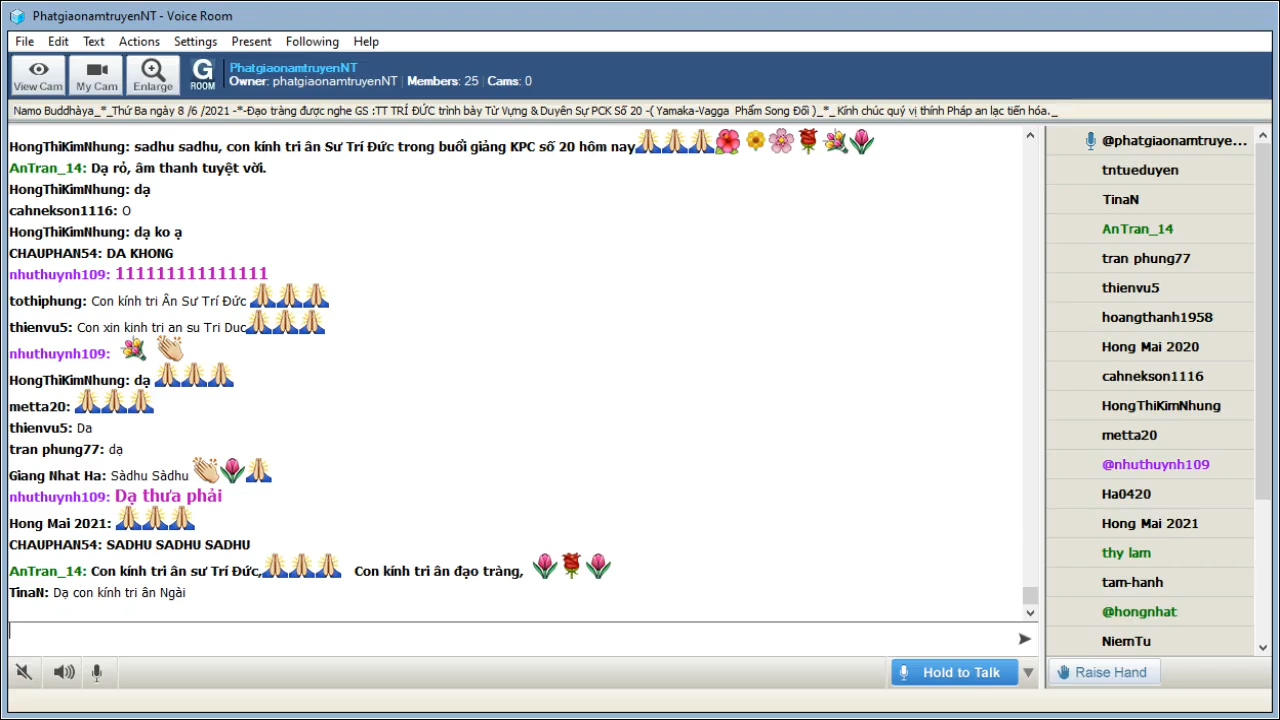 PhatgiaonamtruyenNT - Voice Room
File Edit Text Actions Settings Present Following Help
View Cam My Cam Enlarge G ROOM
PhatgiaonamtruyenNT
Owner: phatgiaonamtruyenNT Members: 25 Cams: 0
Namo Buddhàya_*_Thứ Ba ngày 8 /6 /2021 -*-Đạo tràng được nghe GS :TT TRÍ ĐỨC trình bày Từ Vựng & Duyên Sự PCK Số 20 -( Yamaka-Vagga Phẩm Song Đối )_*_ Kính chúc quý vị thính Pháp an lạc tiến hóa._
HongThiKimNhung: sadhu sadhu, con kính tri ân Sư Trí Đức trong buổi giảng KPC số 20 hôm nay🙏🙏🙏🌺🌼🌸🌹💐🌷
AnTran_14: Dạ rỏ, âm thanh tuyệt vời.
HongThiKimNhung: dạ
cahnekson1116: O
HongThiKimNhung: dạ ko ạ
CHAUPHAN54: DA KHONG
nhuthuynh109: 111111111111111
tothiphung: Con kính tri Ân Sư Trí Đức 🙏🙏🙏
thienvu5: Con xin kinh tri an su Tri Duc🙏🙏🙏
nhuthuynh109: 💐 👏
HongThiKimNhung: dạ 🙏🙏🙏
metta20: 🙏🙏🙏
thienvu5: Da
tran phung77: dạ
Giang Nhat Ha: Sàdhu Sàdhu 👏🌷🙏
nhuthuynh109: Dạ thưa phải
Hong Mai 2021: 🙏🙏🙏
CHAUPHAN54: SADHU SADHU SADHU
AnTran_14: Con kính tri ân sư Trí Đức,🙏🙏🙏 Con kính tri ân đạo tràng, 🌷🌹🌷
TinaN: Dạ con kính tri ân Ngài
@phatgiaonamtruye...
tntueduyen
TinaN
AnTran_14
tran phung77
thienvu5
hoangthanh1958
Hong Mai 2020
cahnekson1116
HongThiKimNhung
metta20
@nhuthuynh109
Ha0420
Hong Mai 2021
thy lam
tam-hanh
@hongnhat
NiemTu
Hold to Talk
Raise Hand